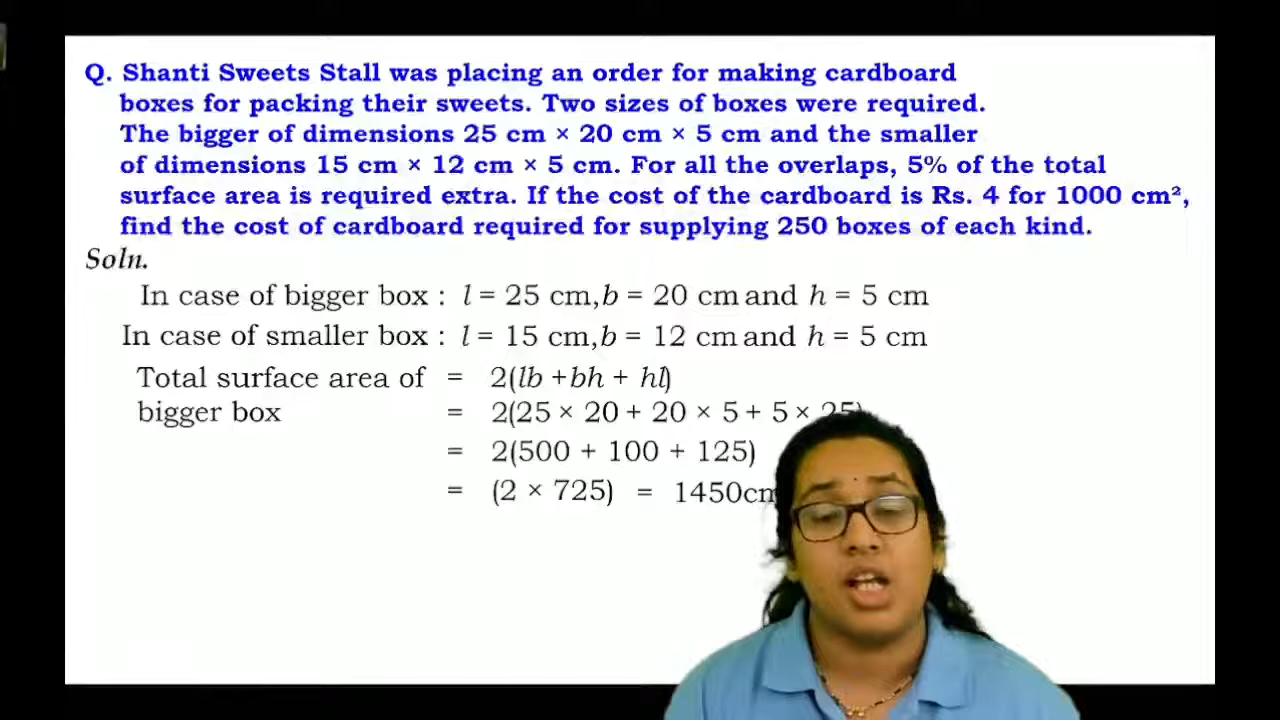 Q. Shanti Sweets Stall was placing an order for making cardboard
boxes for packing their sweets. Two sizes of boxes were required.
The bigger of dimensions 25 cm × 20 cm × 5 cm and the smaller
of dimensions 15 cm × 12 cm × 5 cm. For all the overlaps, 5% of the total
surface area is required extra. If the cost of the cardboard is Rs. 4 for 1000 cm²,
find the cost of cardboard required for supplying 250 boxes of each kind.
Soln.
In case of bigger box : l = 25 cm, b = 20 cm and h = 5 cm
In case of smaller box : l = 15 cm, b = 12 cm and h = 5 cm
Total surface area of = 2(lb + bh + hl)
bigger box = 2(25 × 20 + 20 × 5 + 5 × 25)
= 2(500 + 100 + 125)
= (2 × 725) = 1450cm